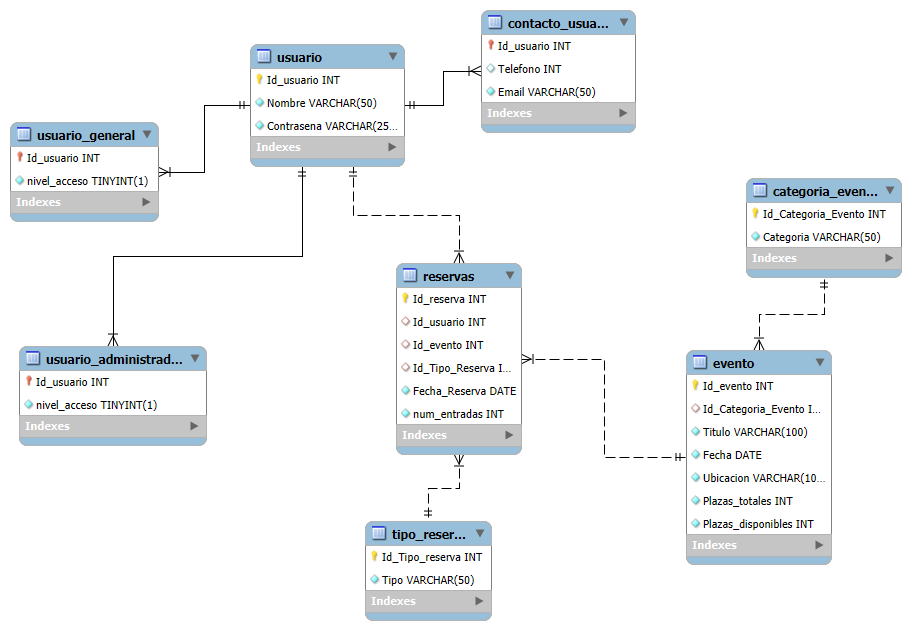 contacto_usua...
Id_usuario INT
Telefono INT
Email VARCHAR(50)
Indexes
usuario
Id_usuario INT
Nombre VARCHAR(50)
Contrasena VARCHAR(25...
Indexes
usuario_general
Id_usuario INT
nivel_acceso TINYINT(1)
Indexes
categoria_even...
Id_Categoria_Evento INT
Categoria VARCHAR(50)
Indexes
reservas
Id_reserva INT
Id_usuario INT
Id_evento INT
Id_Tipo_Reserva I...
Fecha_Reserva DATE
num_entradas INT
Indexes
usuario_administrad...
Id_usuario INT
nivel_acceso TINYINT(1)
Indexes
evento
Id_evento INT
Id_Categoria_Evento I...
Titulo VARCHAR(100)
Fecha DATE
Ubicacion VARCHAR(10...
Plazas_totales INT
Plazas_disponibles INT
Indexes
tipo_reser...
Id_Tipo_reserva INT
Tipo VARCHAR(50)
Indexes